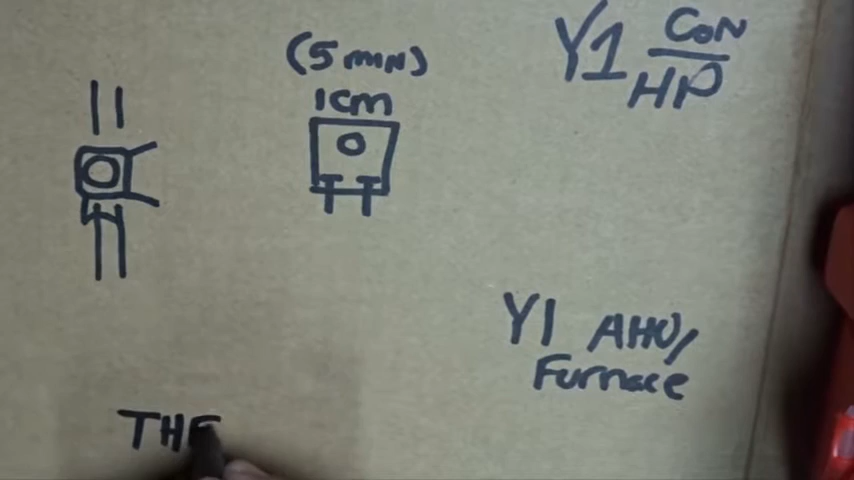 (5 min)
1cm
Y1 CON
HP
Y1 AHU/
Furnace
THE